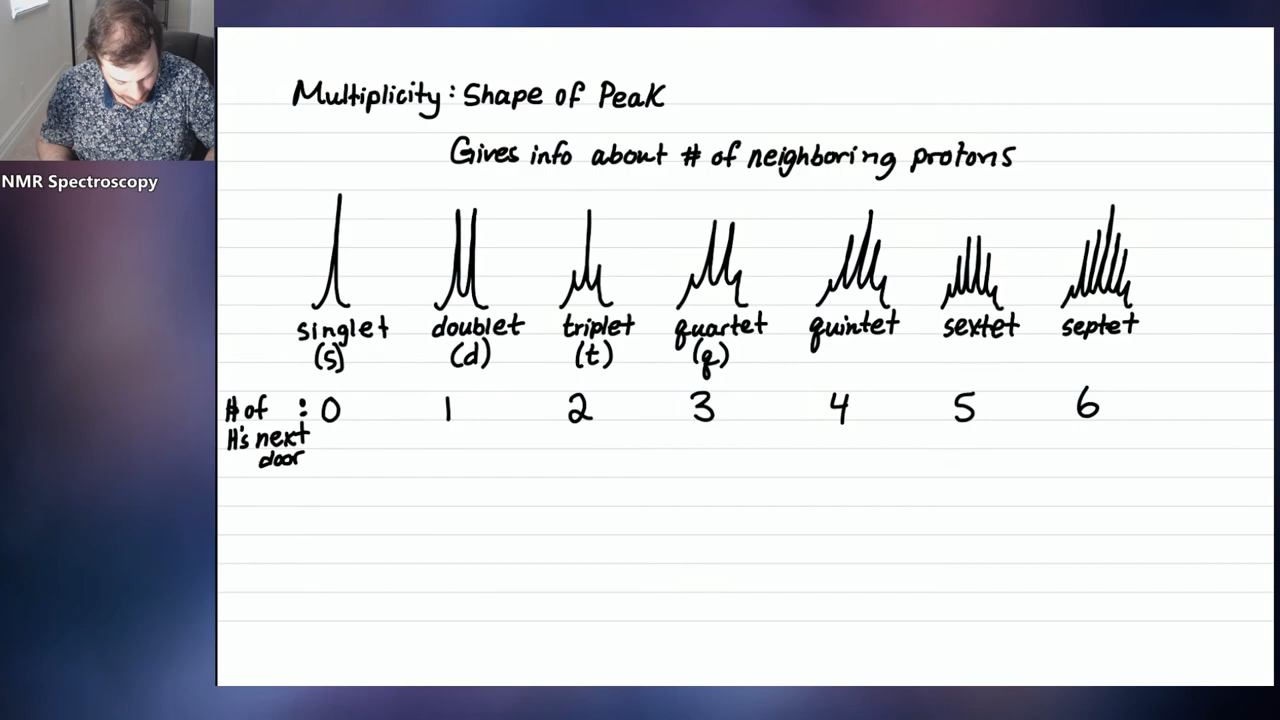 Multiplicity: Shape of Peak
Gives info about # of neighboring protons
NMR Spectroscopy
singlet doublet triplet quartet quintet sextet septet
(s) (d) (t) (q)
# of : 0 1 2 3 4 5 6
H's next
door